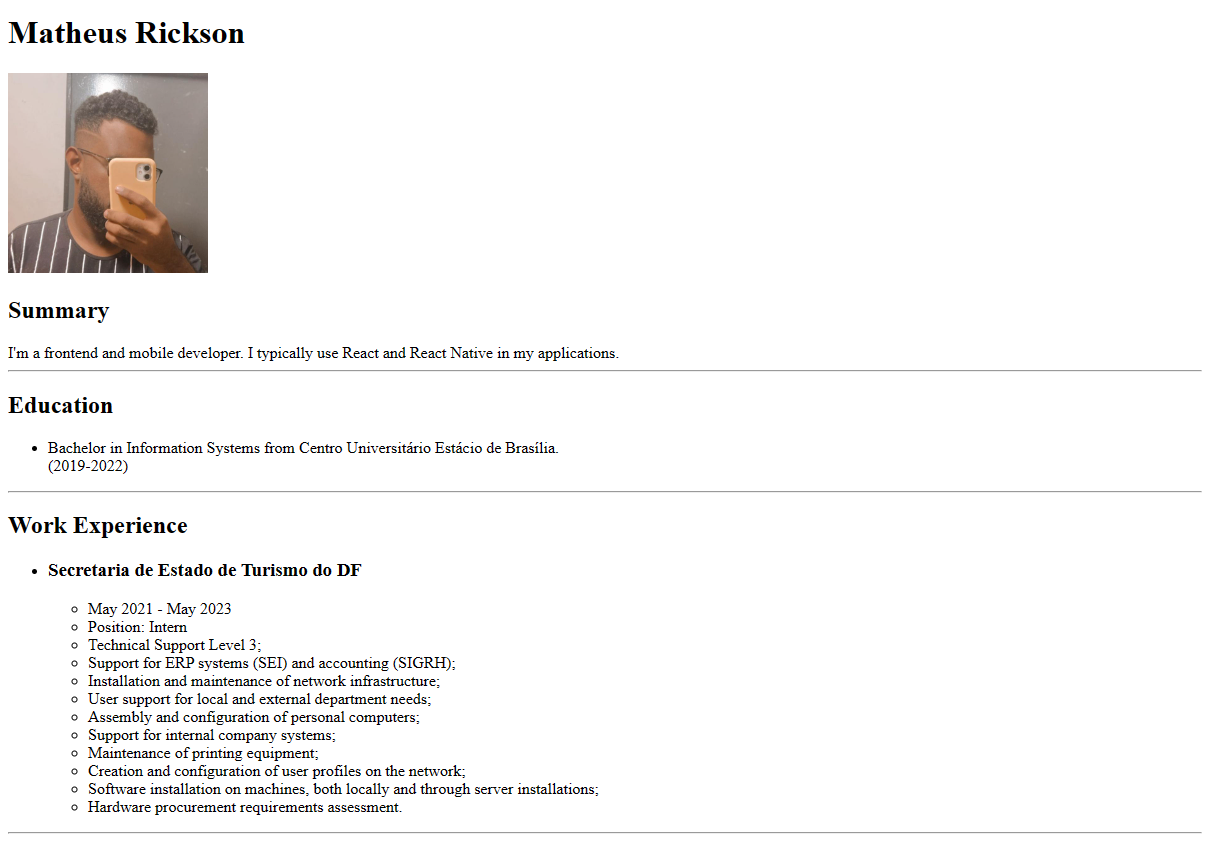 Matheus Rickson
Summary
I'm a frontend and mobile developer. I typically use React and React Native in my applications.
Education
Bachelor in Information Systems from Centro Universitário Estácio de Brasília.
(2019-2022)
Work Experience
Secretaria de Estado de Turismo do DF
May 2021 - May 2023
Position: Intern
Technical Support Level 3;
Support for ERP systems (SEI) and accounting (SIGRH);
Installation and maintenance of network infrastructure;
User support for local and external department needs;
Assembly and configuration of personal computers;
Support for internal company systems;
Maintenance of printing equipment;
Creation and configuration of user profiles on the network;
Software installation on machines, both locally and through server installations;
Hardware procurement requirements assessment.